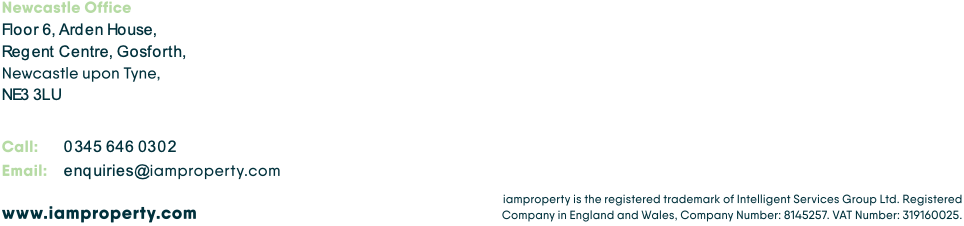 Newcastle Office
Floor 6, Arden House,
Regent Centre, Gosforth,
Newcastle upon Tyne,
NE3 3LU
Call: 0345 646 0302
Email: enquiries@iamproperty.com
www.iamproperty.com
iamproperty is the registered trademark of Intelligent Services Group Ltd. Registered
Company in England and Wales, Company Number: 8145257. VAT Number: 319160025.